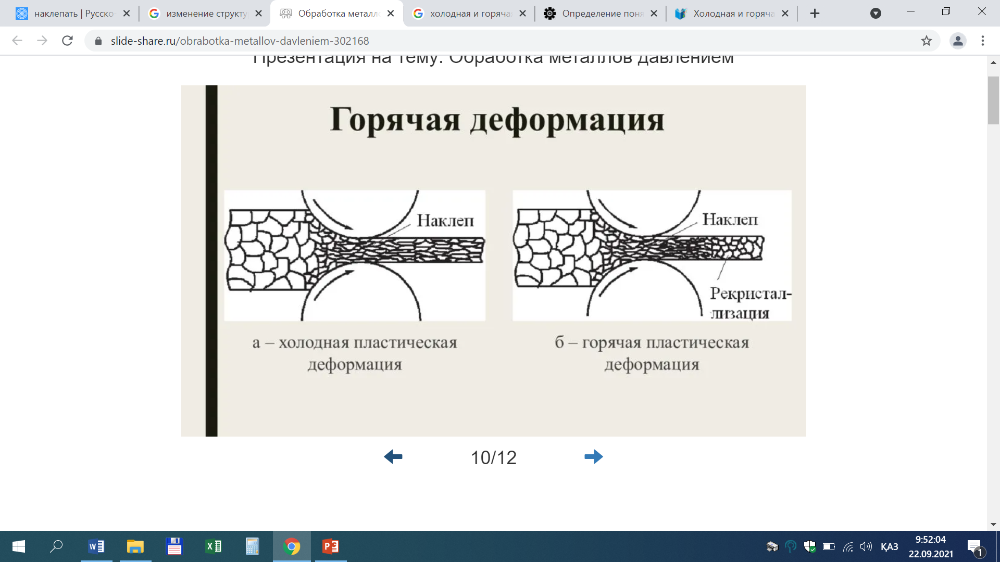 наклепать | Русско-
изменение структу
Обработка металло
холодная и горяча
Определение поня
Холодная и горяча
slide-share.ru/obrabotka-metallov-davleniem-302168
Презентация на тему: Обработка металлов давлением
Горячая деформация
Наклеп
Наклеп
Рекристал-
лизация
а – холодная пластическая
деформация
б – горячая пластическая
деформация
10/12
ҚАЗ
9:52:04
22.09.2021
1